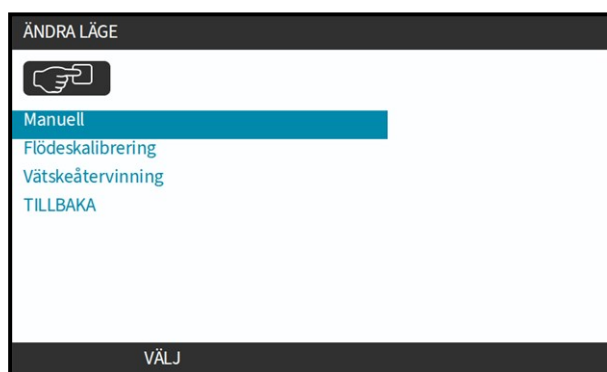 ÄNDRA LÄGE
Manuell
Flödeskalibrering
Vätskeåtervinning
TILLBAKA
VÄLJ